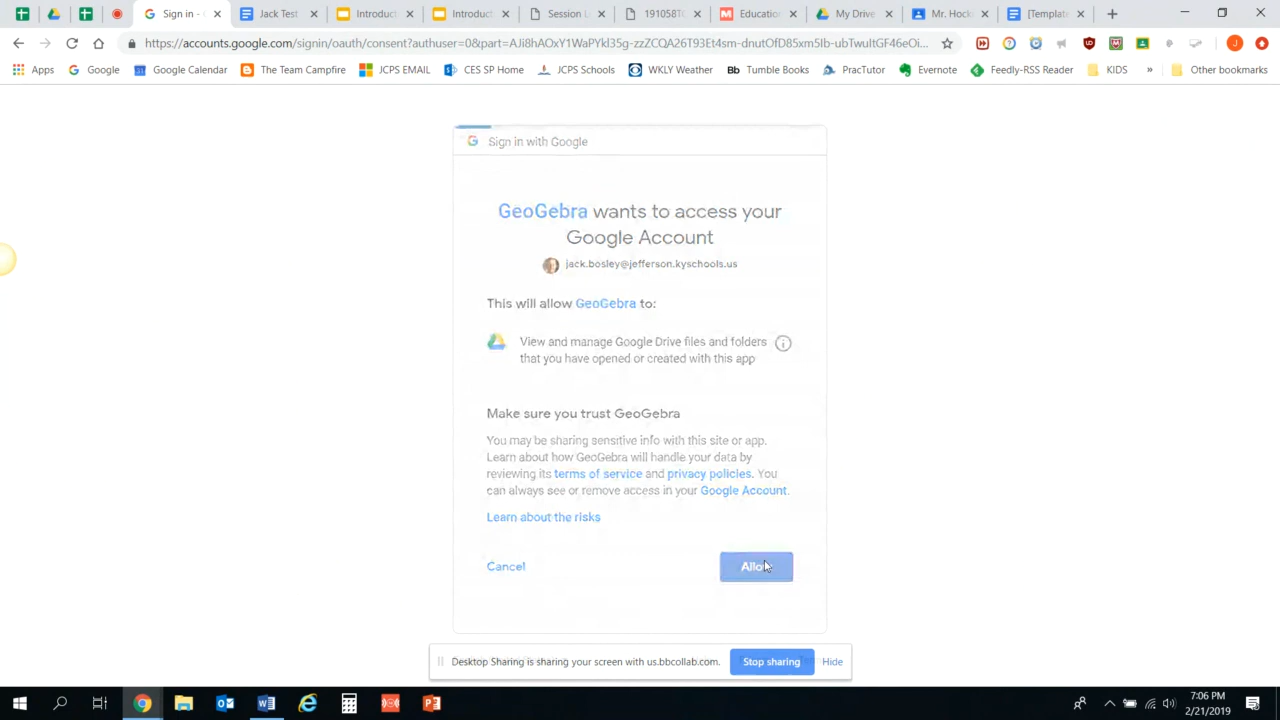 Sign in -
Jack Test
Introduct
Introduct
Session L
191058TC
Education
My Drive
Mr. Hock
[Template
https://accounts.google.com/signin/oauth/consent?authuser=0&part=AJi8hAOxY1WaPYkl35g-zzZCQA26T93Et4sm-dnutOfD85xm5Ib-ubTwuItGF46eOi...
Apps
Google
Google Calendar
The Team Campfire
JCPS EMAIL
CES SP Home
JCPS Schools
WKLY Weather
Bb Tumble Books
PracTutor
Evernote
Feedly-RSS Reader
KIDS
»
Other bookmarks
Sign in with Google
GeoGebra wants to access your
Google Account
jack.bosley@jefferson.kyschools.us
This will allow GeoGebra to:
View and manage Google Drive files and folders
that you have opened or created with this app
Make sure you trust GeoGebra
You may be sharing sensitive info with this site or app.
Learn about how GeoGebra will handle your data by
reviewing its terms of service and privacy policies. You
can always see or remove access in your Google Account.
Learn about the risks
Cancel
Allow
Desktop Sharing is sharing your screen with us.bbcollab.com.
Stop sharing
Hide
7:06 PM
2/21/2019